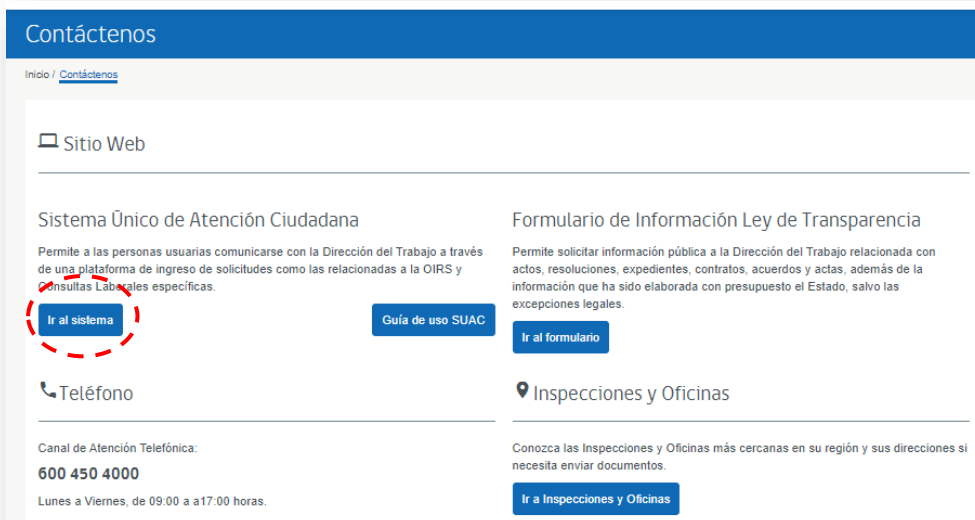 Contáctenos
Inicio / Contáctenos
Sitio Web
Sistema Único de Atención Ciudadana
Permite a las personas usuarias comunicarse con la Dirección del Trabajo a través
de una plataforma de ingreso de solicitudes como las relacionadas a la OIRS y
Consultas Laborales específicas.
Ir al sistema
Guía de uso SUAC
Formulario de Información Ley de Transparencia
Permite solicitar información pública a la Dirección del Trabajo relacionada con
actos, resoluciones, expedientes, contratos, acuerdos y actas, además de la
información que ha sido elaborada con presupuesto el Estado, salvo las
excepciones legales.
Ir al formulario
Teléfono
Canal de Atención Telefónica:
600 450 4000
Lunes a Viernes, de 09:00 a a17:00 horas.
Inspecciones y Oficinas
Conozca las Inspecciones y Oficinas más cercanas en su región y sus direcciones si
necesita enviar documentos.
Ir a Inspecciones y Oficinas